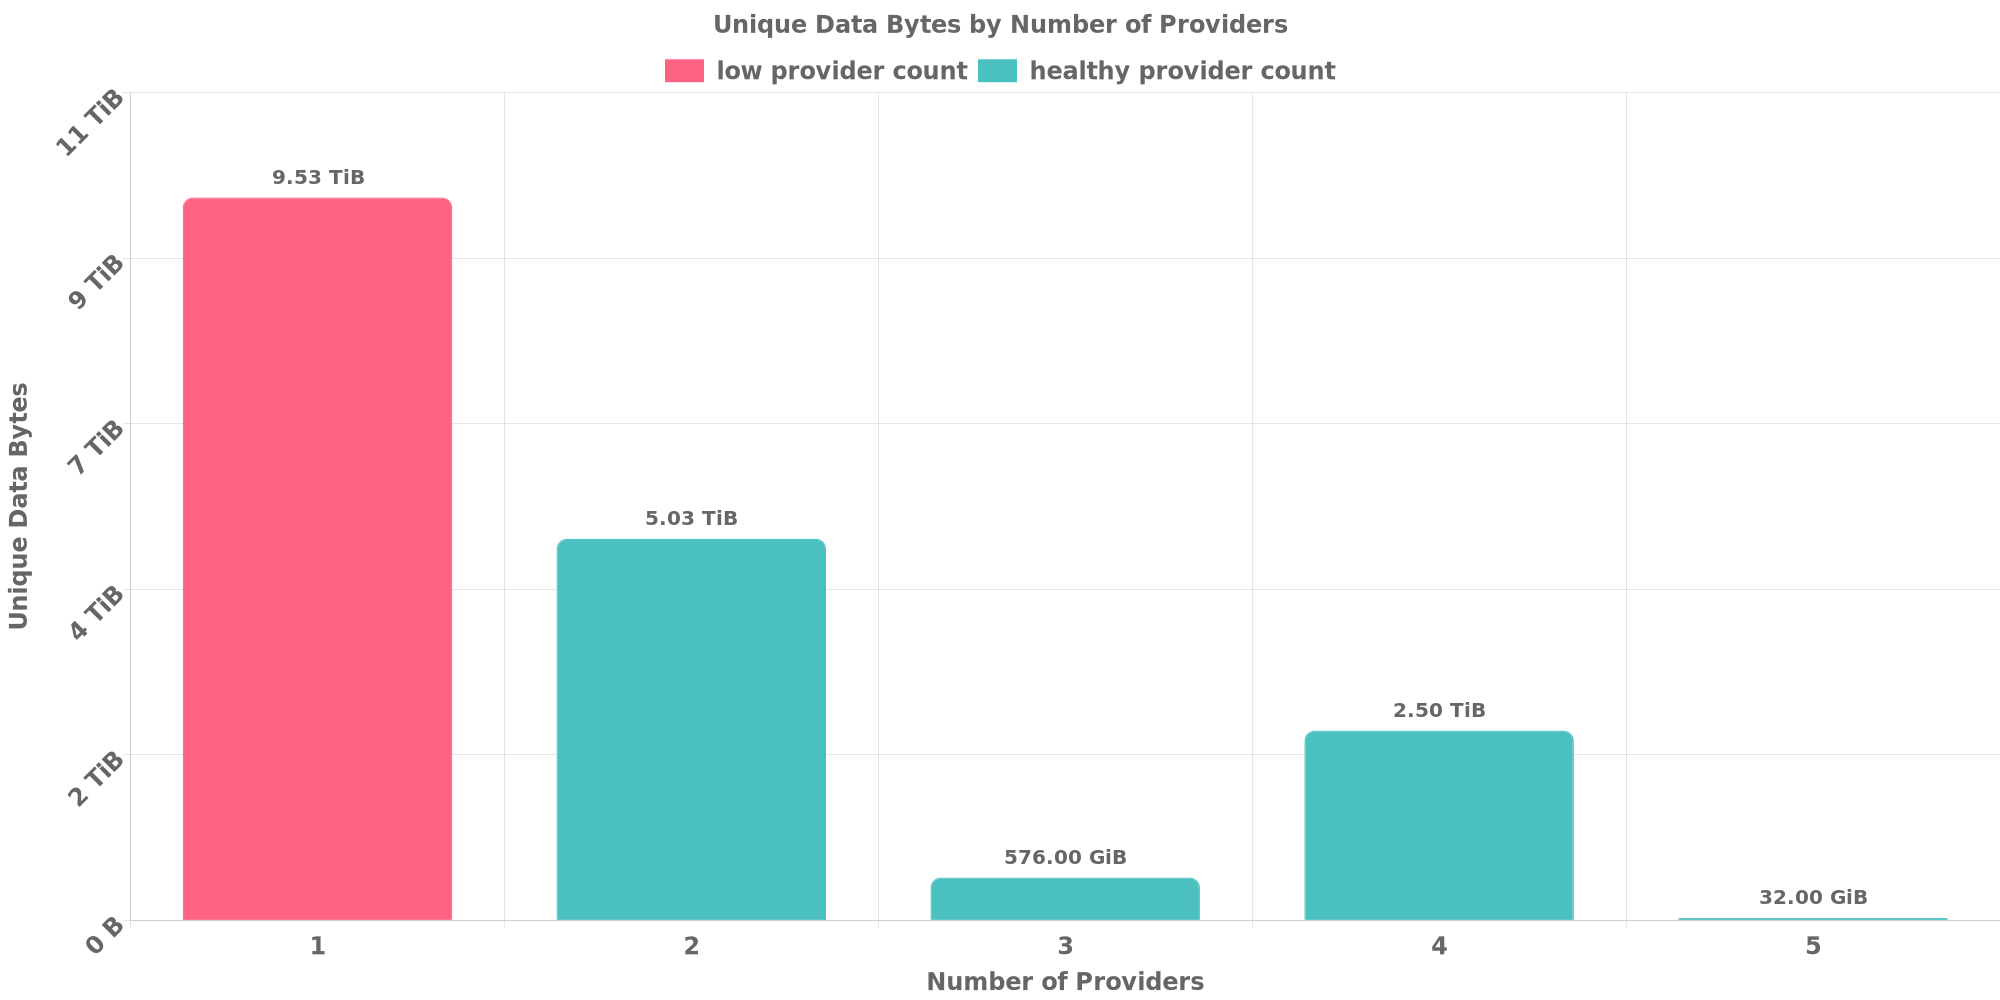 Unique Data Bytes by Number of Providers
low provider count
healthy provider count
11 TiB
9 TiB
7 TiB
4 TiB
2 TiB
0 B
Unique Data Bytes
9.53 TiB
5.03 TiB
576.00 GiB
2.50 TiB
32.00 GiB
1
2
3
4
5
Number of Providers